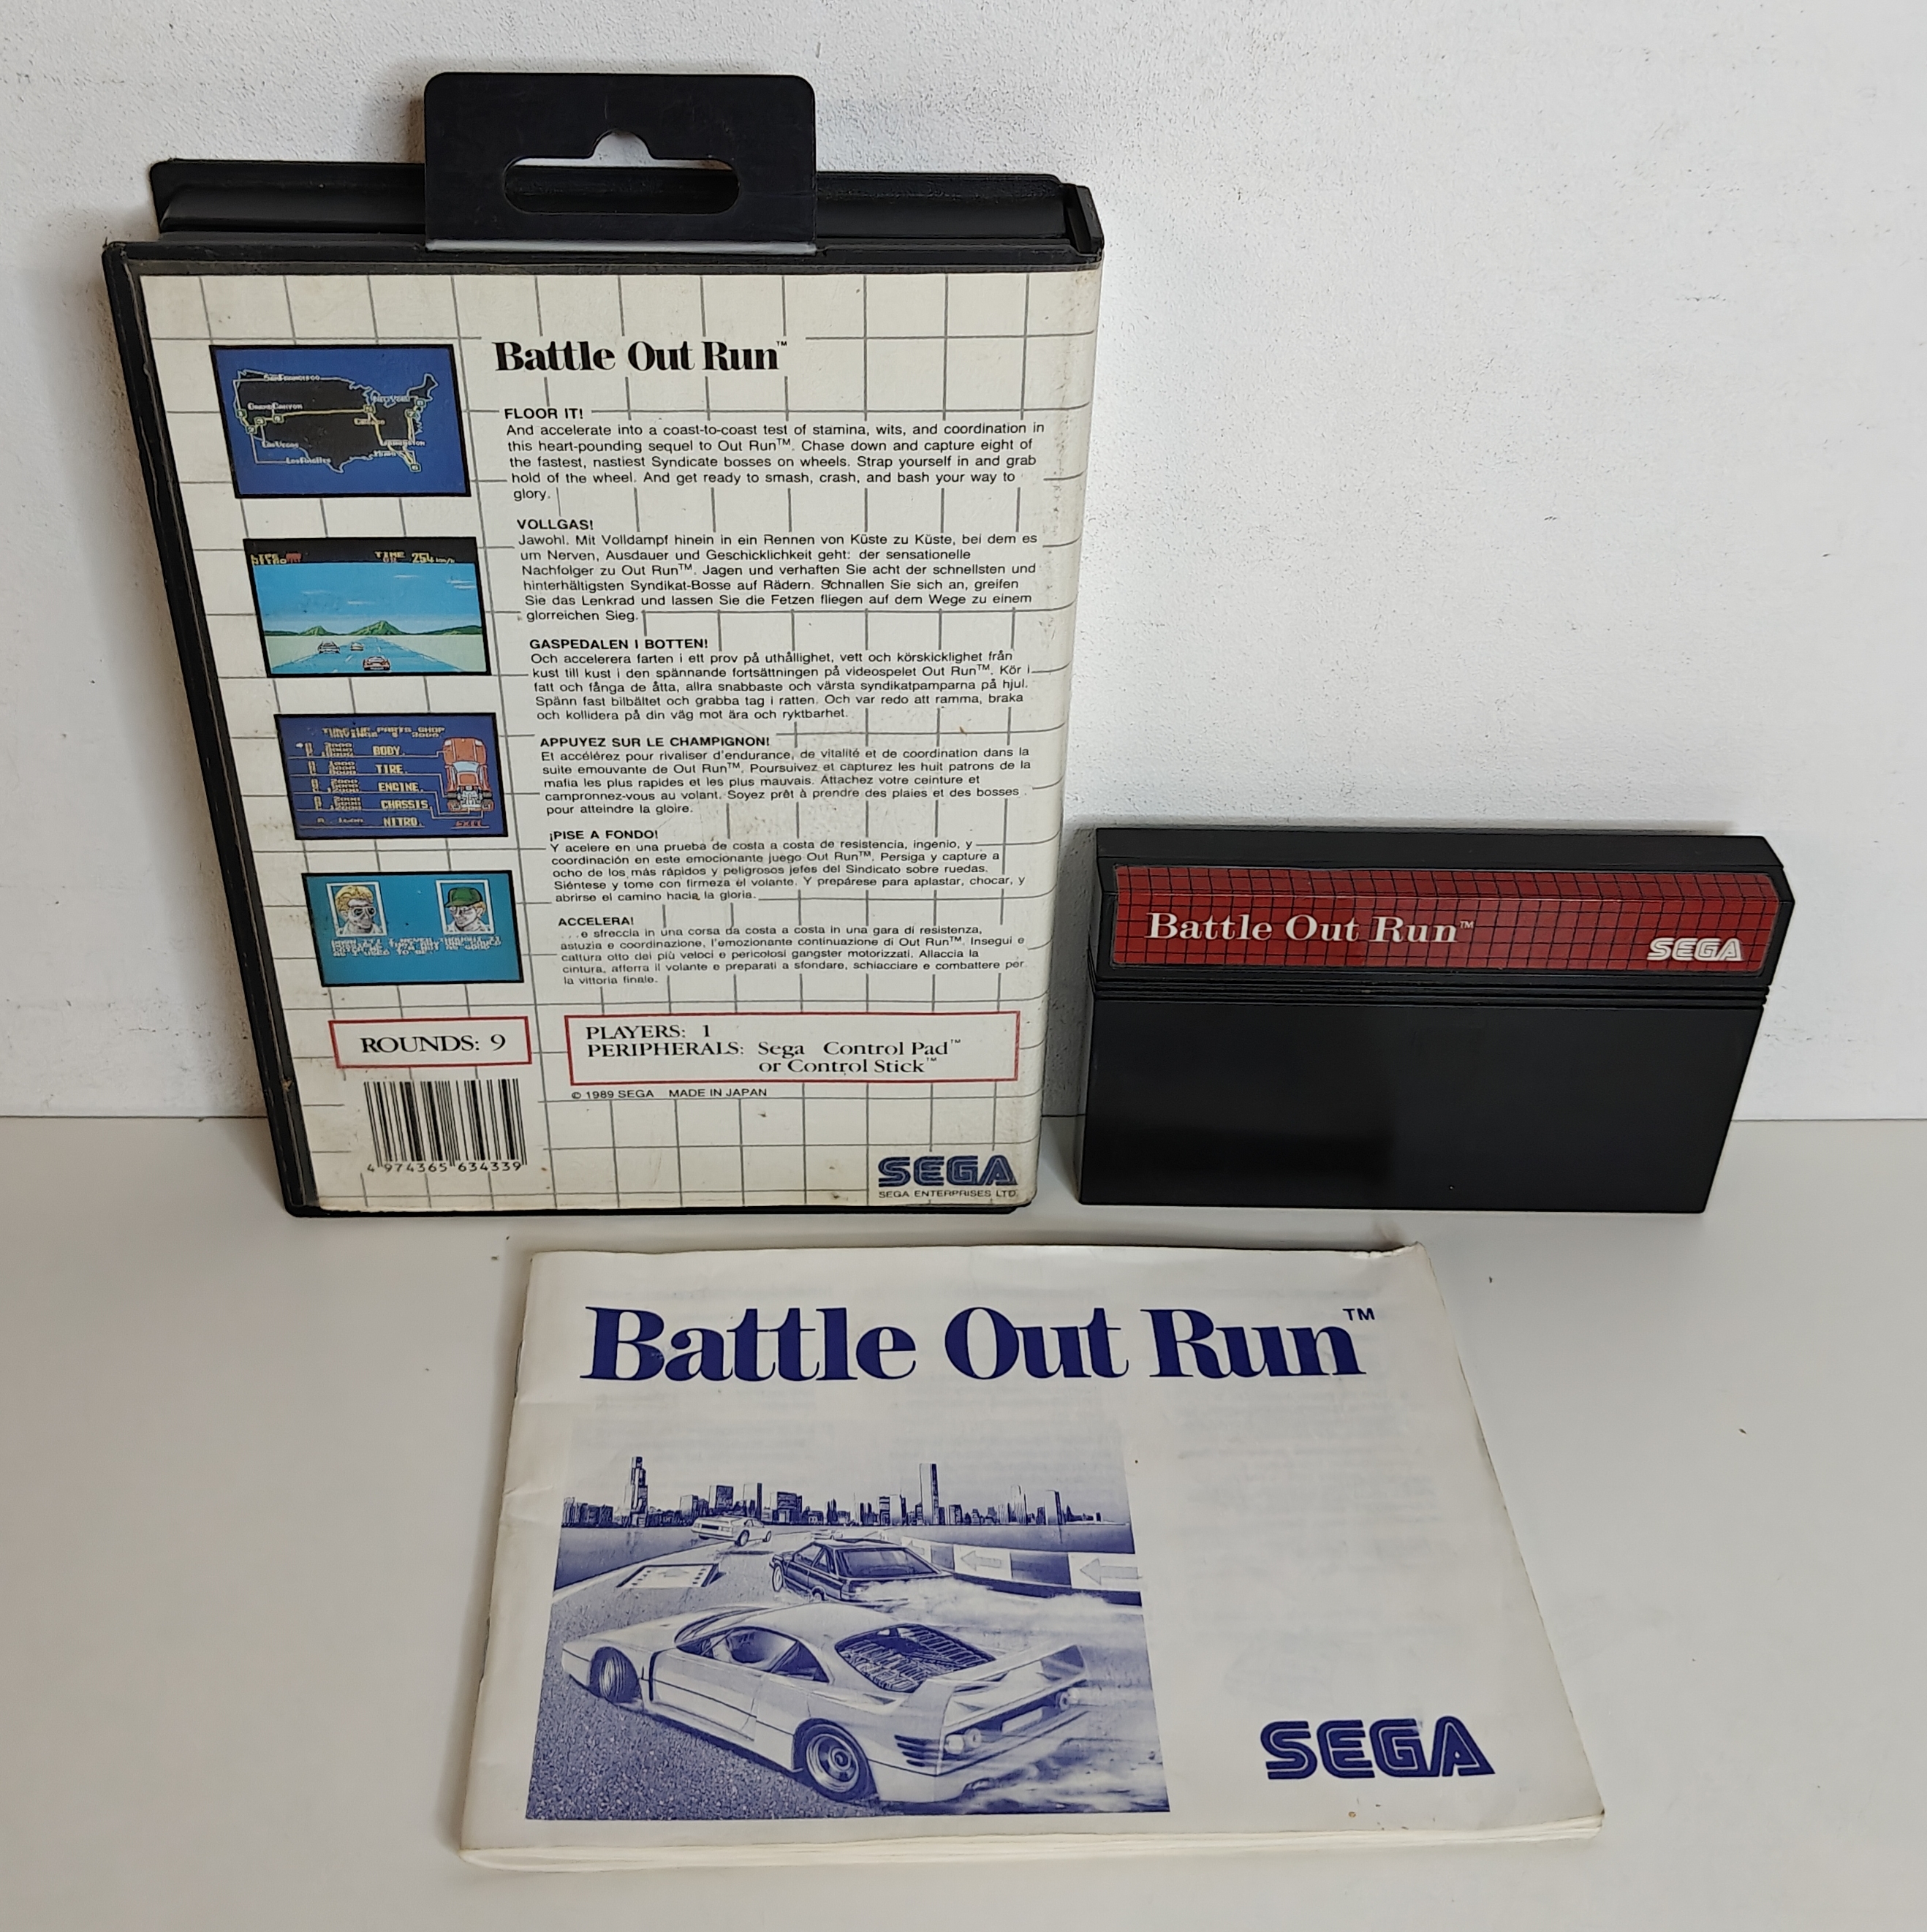 Battle Out Run™
FLOOR IT!
And accelerate into a coast-to-coast test of stamina, wits, and coordination in
this heart-pounding sequel to Out Run™. Chase down and capture eight of
the fastest, nastiest Syndicate bosses on wheels. Strap yourself in and grab
hold of the wheel. And get ready to smash, crash, and bash your way to
glory.
VOLLGAS!
Jawohl. Mit Volldampf hinein in ein Rennen von Küste zu Küste, bei dem es
um Nerven, Ausdauer und Geschicklichkeit geht: der sensationelle
Nachfolger zu Out Run™. Jagen und verhaften Sie acht der schnellsten und
hinterhältigsten Syndikat-Bosse auf Rädern. Schnallen Sie sich an, greifen
Sie das Lenkrad und lassen Sie die Fetzen fliegen auf dem Wege zu einem
glorreichen Sieg.
GASPEDALEN I BOTTEN!
Och accelerera farten i ett prov på uthållighet, vett och körskicklighet från
kust till kust i den spännande fortsättningen på videospelet Out Run™. Kör i
fatt och fånga de åtta, allra snabbaste och värsta syndikatpamparna på hjul.
Spänn fast bilbältet och grabba tag i ratten. Och var redo att ramma, braka
och kollidera på din väg mot ära och ryktbarhet.
APPUYEZ SUR LE CHAMPIGNON!
Et accélérez pour rivaliser d'endurance, de vitalité et de coordination dans la
suite emouvante de Out Run™. Poursuivez et capturez les huit patrons de la
mafia les plus rapides et les plus mauvais. Attachez votre ceinture et
campronnez-vous au volant. Soyez prêt à prendre des plaies et des bosses
pour atteindre la gloire.
¡PISE A FONDO!
Y acelere en una prueba de costa a costa de resistencia, ingenio, y
coordinación en este emocionante juego Out Run™. Persiga y capture a
ocho de los más rápidos y peligrosos jefes del Sindicato sobre ruedas.
Siéntese y tome con firmeza el volante. Y prepárese para aplastar, chocar, y
abrirse el camino hacia la gloria.
ACCELERA!
. . . e sfreccia in una corsa da costa a costa in una gara di resistenza,
astuzia e coordinazione, l'emozionante continuazione di Out Run™. Insegui e
cattura otto dei più veloci e pericolosi gangster motorizzati. Allaccia la
cintura, afferra il volante e preparati a sfondare, schiacciare e combattere per
la vittoria finale.
TIME 254 km/h
TUNE-UP PARTS SHOP
BODY.
TIRE.
ENGINE.
CHASSIS.
NITRO.
EXIT
ROUNDS: 9
PLAYERS: 1
PERIPHERALS: Sega Control Pad™
or Control Stick™
© 1989 SEGA MADE IN JAPAN
4 974365 634339
SEGA
SEGA ENTERPRISES LTD.
Battle Out Run™
SEGA
Battle Out Run™
SEGA